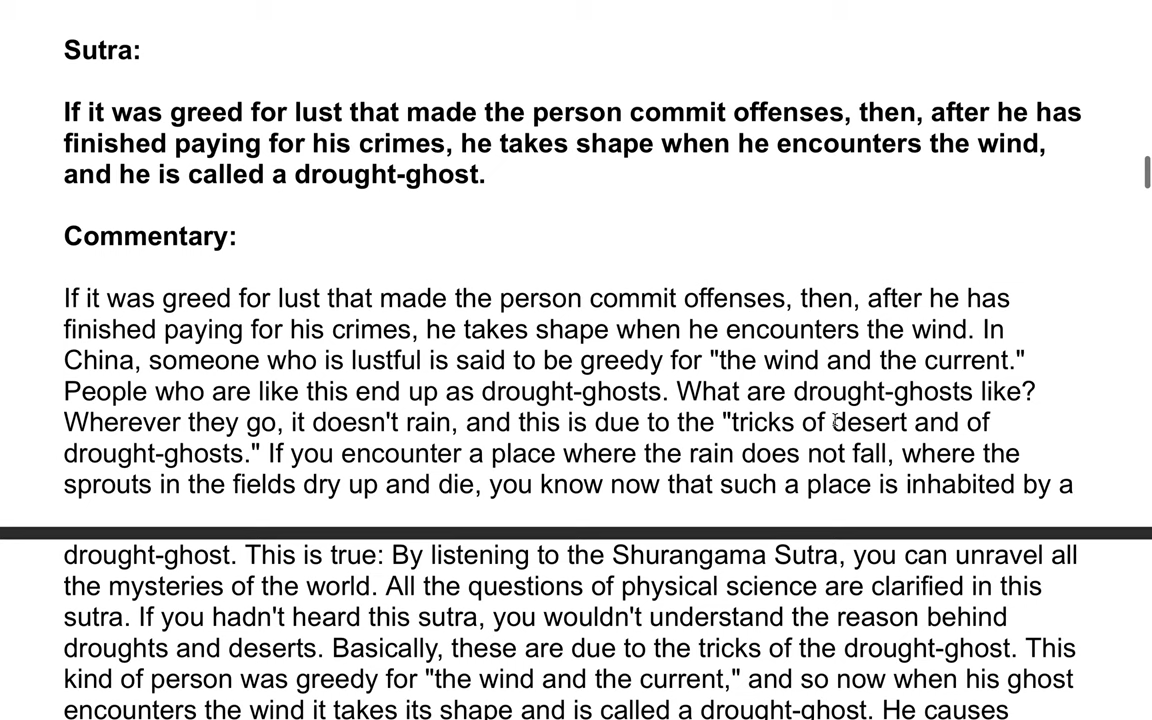 Sutra:
If it was greed for lust that made the person commit offenses, then, after he has
finished paying for his crimes, he takes shape when he encounters the wind,
and he is called a drought-ghost.
Commentary:
If it was greed for lust that made the person commit offenses, then, after he has
finished paying for his crimes, he takes shape when he encounters the wind. In
China, someone who is lustful is said to be greedy for "the wind and the current."
People who are like this end up as drought-ghosts. What are drought-ghosts like?
Wherever they go, it doesn't rain, and this is due to the "tricks of desert and of
drought-ghosts." If you encounter a place where the rain does not fall, where the
sprouts in the fields dry up and die, you know now that such a place is inhabited by a
drought-ghost. This is true: By listening to the Shurangama Sutra, you can unravel all
the mysteries of the world. All the questions of physical science are clarified in this
sutra. If you hadn't heard this sutra, you wouldn't understand the reason behind
droughts and deserts. Basically, these are due to the tricks of the drought-ghost. This
kind of person was greedy for "the wind and the current," and so now when his ghost
encounters the wind it takes its shape and is called a drought-ghost. He causes